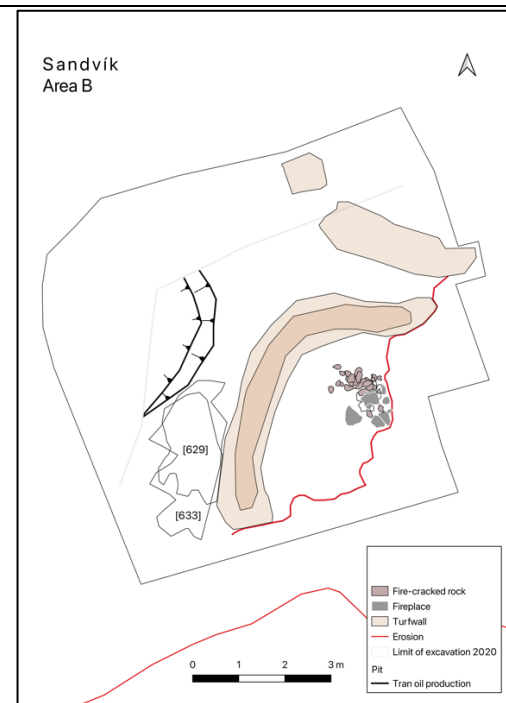 Sandvík
Area B
[629]
[633]
Fire-cracked rock
Fireplace
Turfwall
Erosion
Limit of excavation 2020
Pit
Tran oil production
0 1 2 3 m